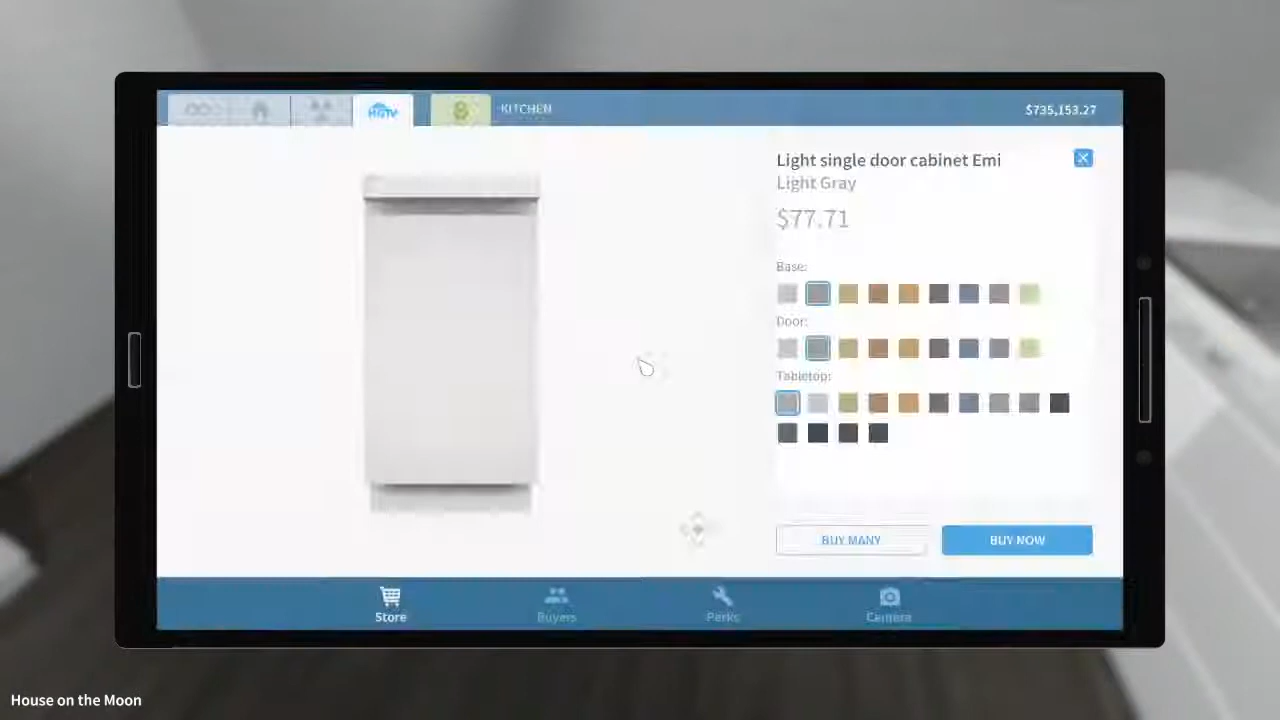 HGTV
KITCHEN
$735,153.27
Light single door cabinet Emi
Light Gray
$77.71
Base:
Door:
Tabletop:
BUY MANY
BUY NOW
Store
Buyers
Perks
Camera
House on the Moon